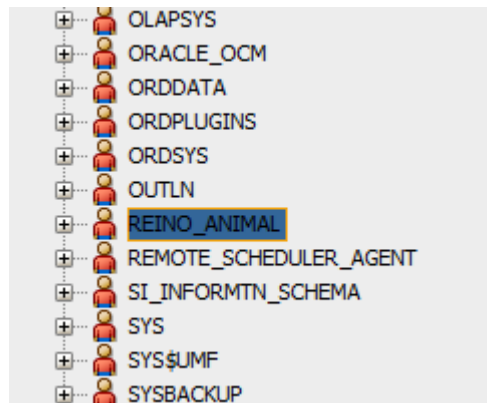 OLAPSYS
ORACLE_OCM
ORDDATA
ORDPLUGINS
ORDSYS
OUTLN
REINO_ANIMAL
REMOTE_SCHEDULER_AGENT
SI_INFORMTN_SCHEMA
SYS
SYS$UMF
SYSBACKUP